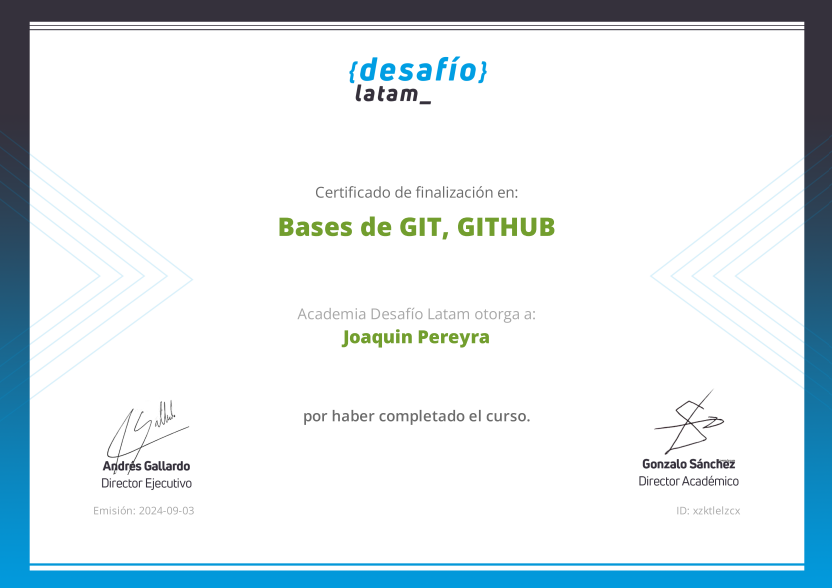 {desafío}
latam_
Certificado de finalización en:
Bases de GIT, GITHUB
Academia Desafío Latam otorga a:
Joaquin Pereyra
por haber completado el curso.
Andrés Gallardo
Director Ejecutivo
Emisión: 2024-09-03
Gonzalo Sánchez
Director Académico
ID: xzktlelzcx